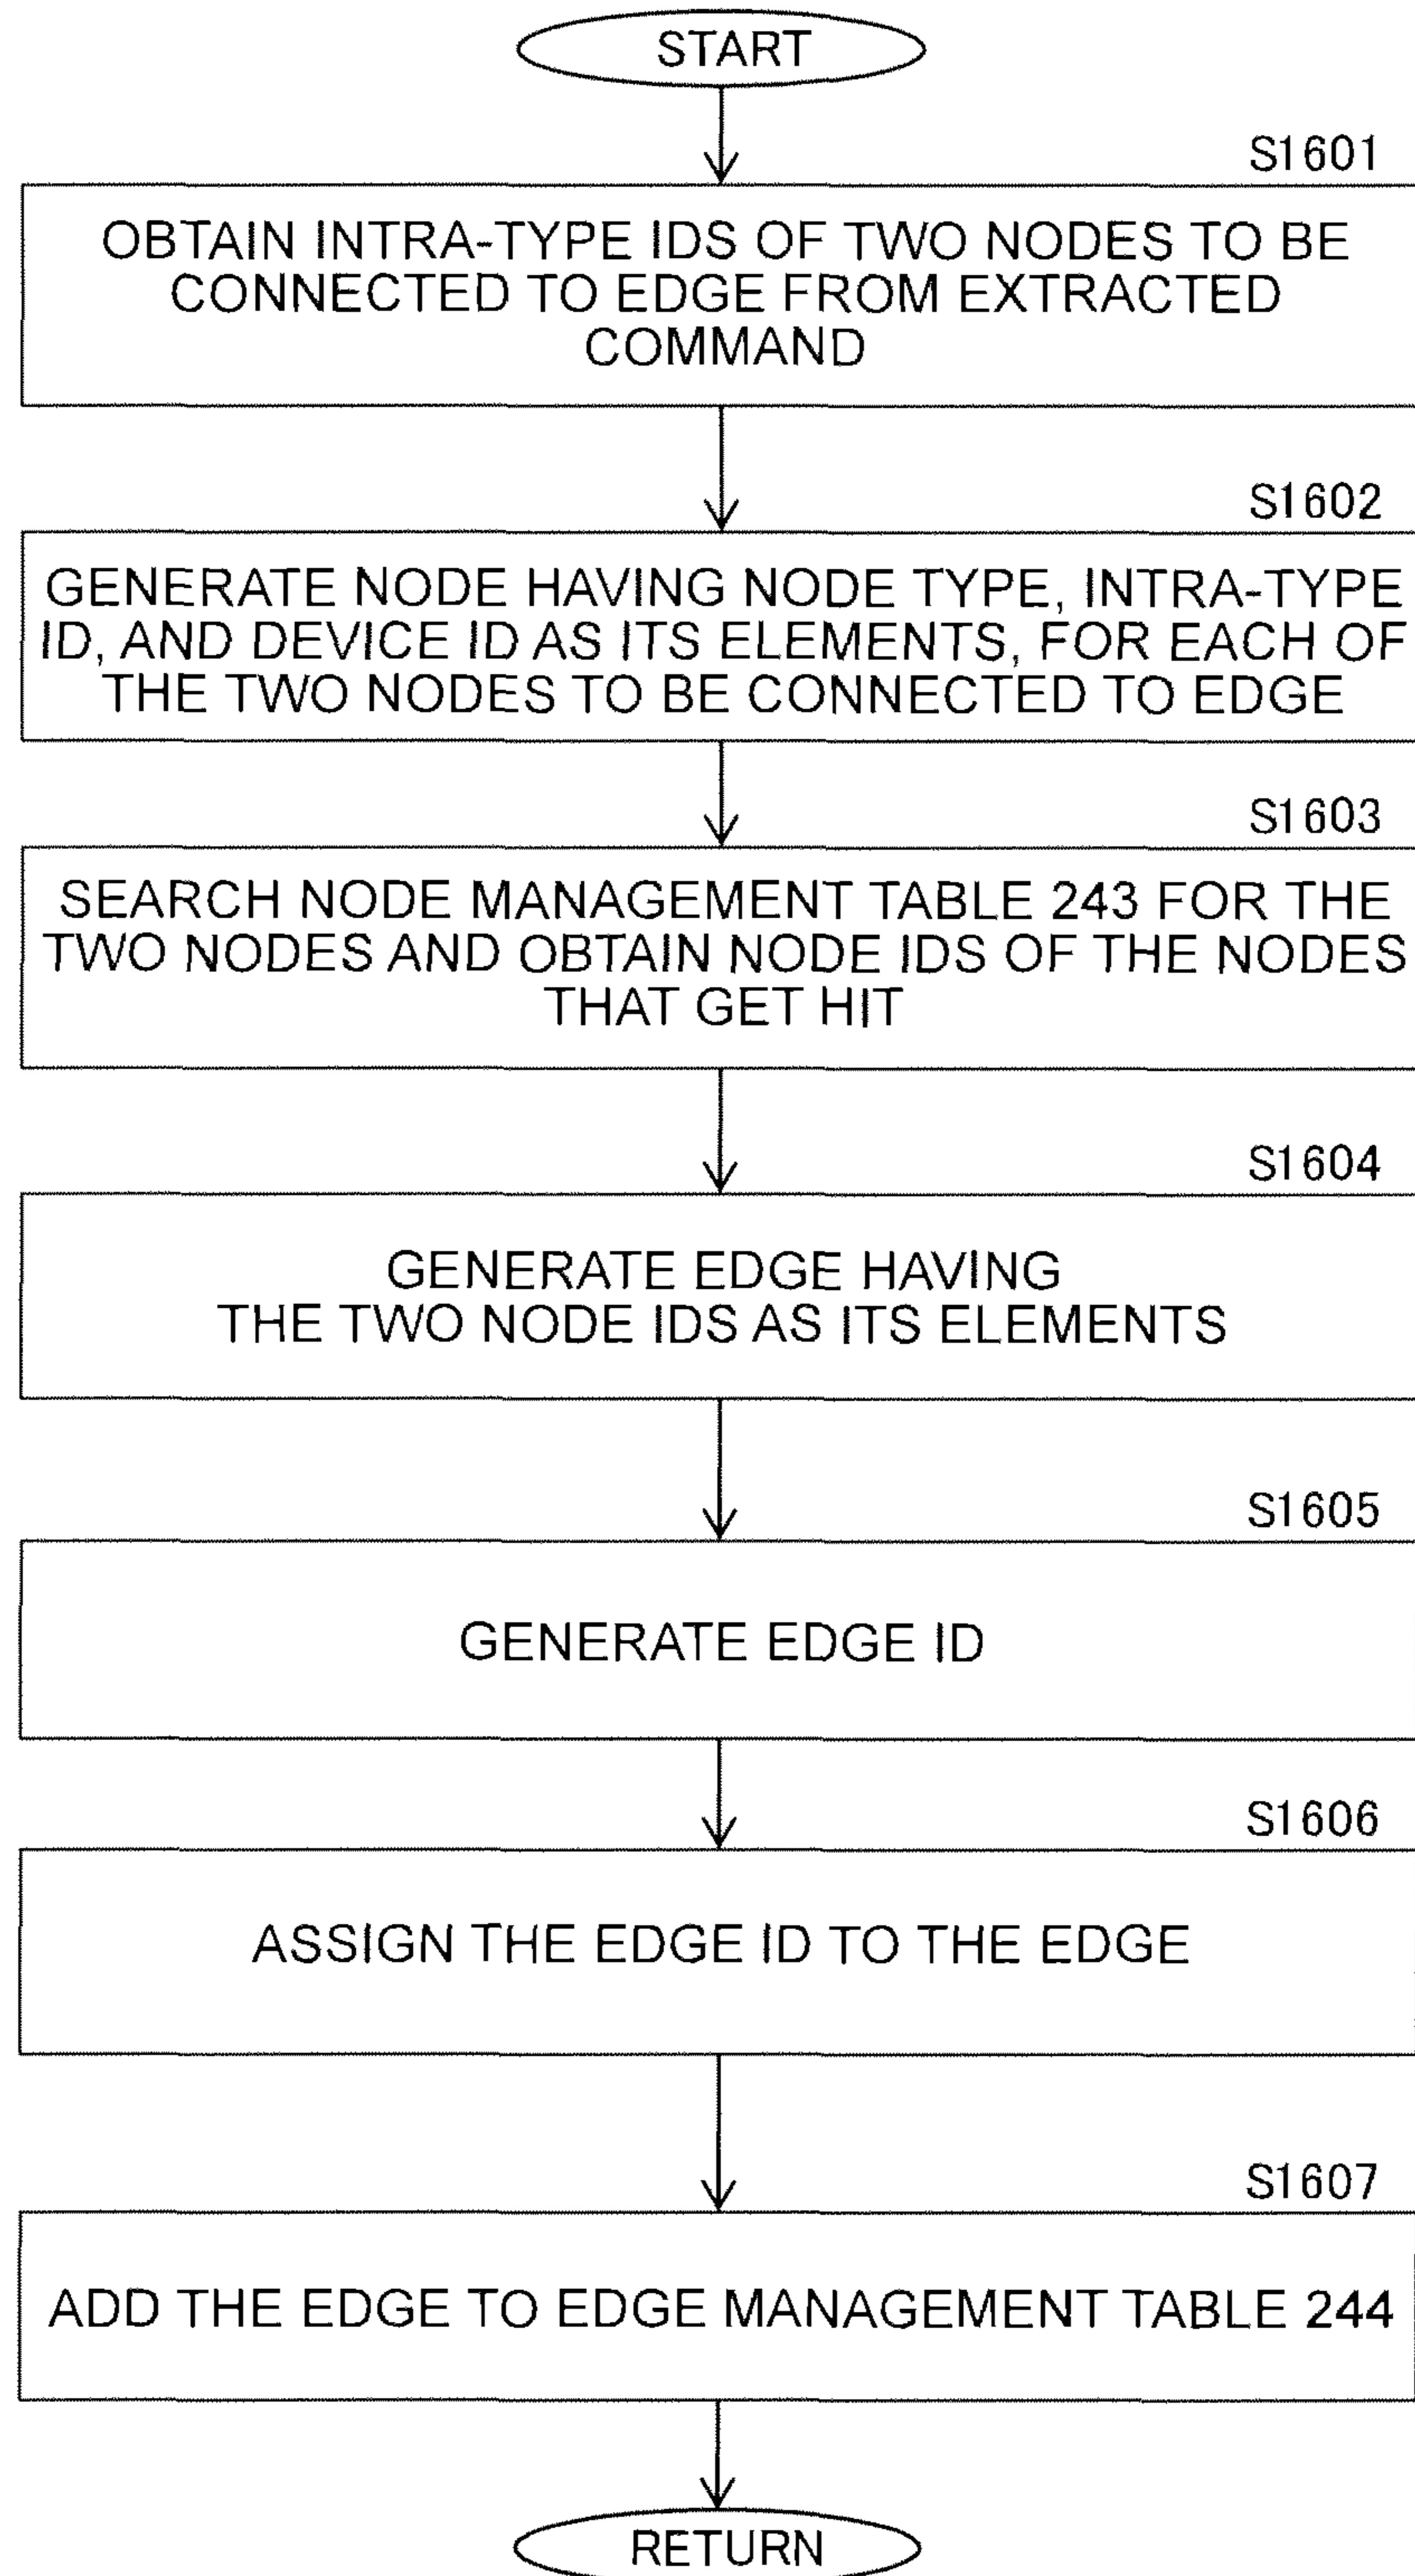 START
S1601
OBTAIN INTRA-TYPE IDS OF TWO NODES TO BE
CONNECTED TO EDGE FROM EXTRACTED
COMMAND
S1602
GENERATE NODE HAVING NODE TYPE, INTRA-TYPE
ID, AND DEVICE ID AS ITS ELEMENTS, FOR EACH OF
THE TWO NODES TO BE CONNECTED TO EDGE
S1603
SEARCH NODE MANAGEMENT TABLE 243 FOR THE
TWO NODES AND OBTAIN NODE IDS OF THE NODES
THAT GET HIT
S1604
GENERATE EDGE HAVING
THE TWO NODE IDS AS ITS ELEMENTS
S1605
GENERATE EDGE ID
S1606
ASSIGN THE EDGE ID TO THE EDGE
S1607
ADD THE EDGE TO EDGE MANAGEMENT TABLE 244
RETURN